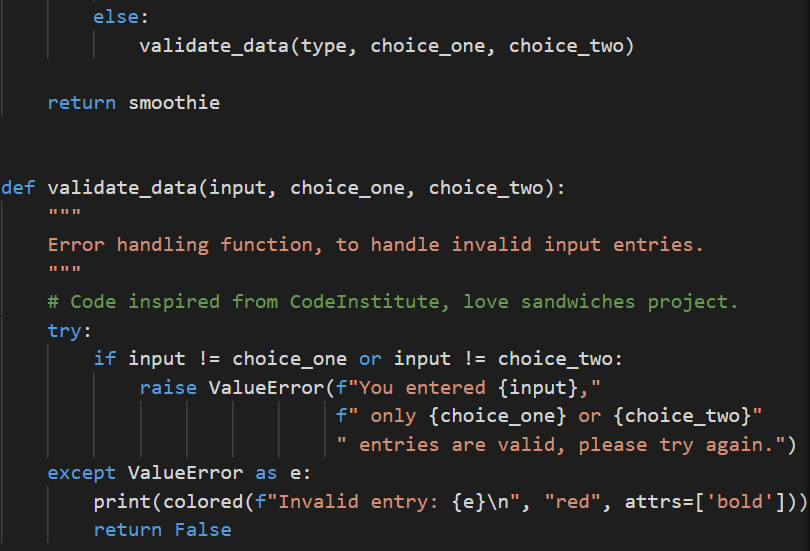 else:
validate_data(type, choice_one, choice_two)
return smoothie
def validate_data(input, choice_one, choice_two):
"""
Error handling function, to handle invalid input entries.
"""
# Code inspired from CodeInstitute, love sandwiches project.
try:
if input != choice_one or input != choice_two:
raise ValueError(f"You entered {input},"
f" only {choice_one} or {choice_two}"
" entries are valid, please try again.")
except ValueError as e:
print(colored(f"Invalid entry: {e}\n", "red", attrs=['bold']))
return False